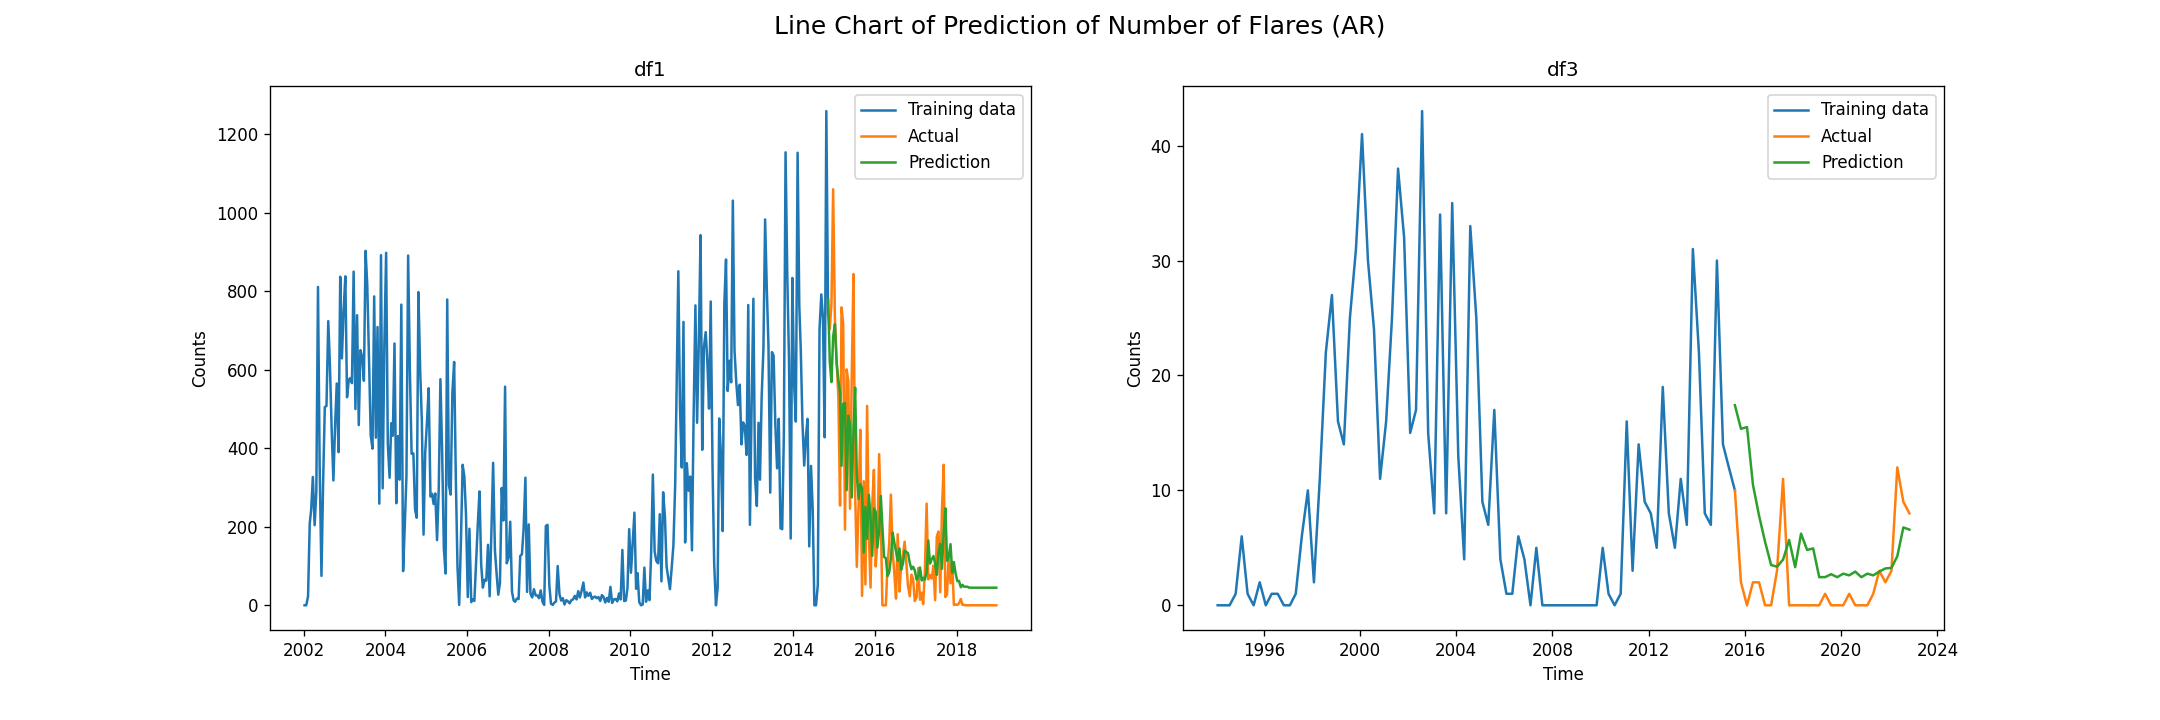 Line Chart of Prediction of Number of Flares (AR)
df1
Training data
Actual
Prediction
1200
1000
800
600
400
200
0
Counts
2002 2004 2006 2008 2010 2012 2014 2016 2018
Time
df3
Training data
Actual
Prediction
40
30
20
10
0
Counts
1996 2000 2004 2008 2012 2016 2020 2024
Time